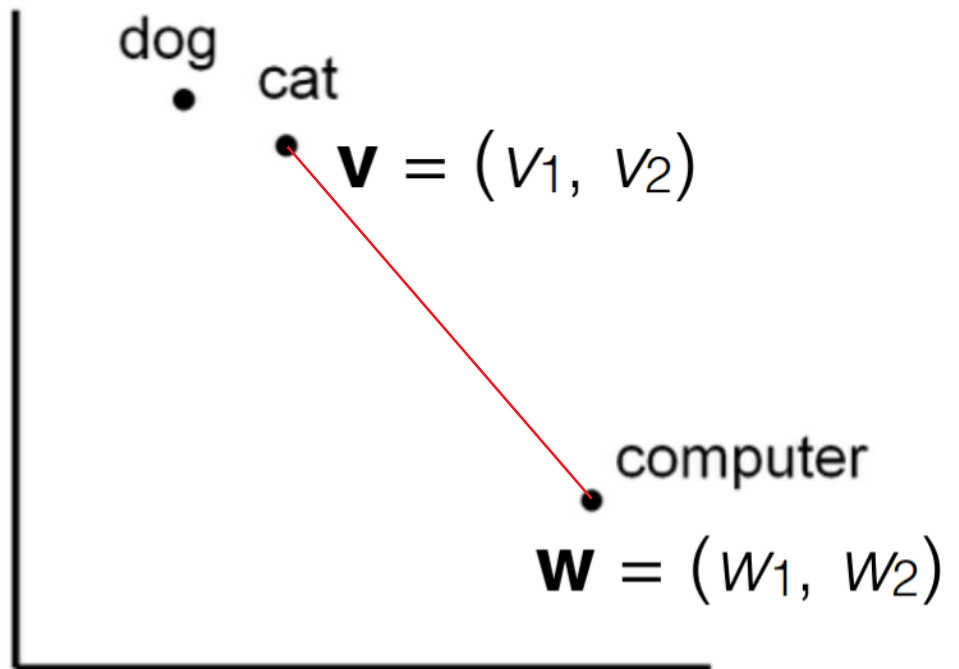 dog
cat
v = (v1, v2)
computer
w = (w1, w2)